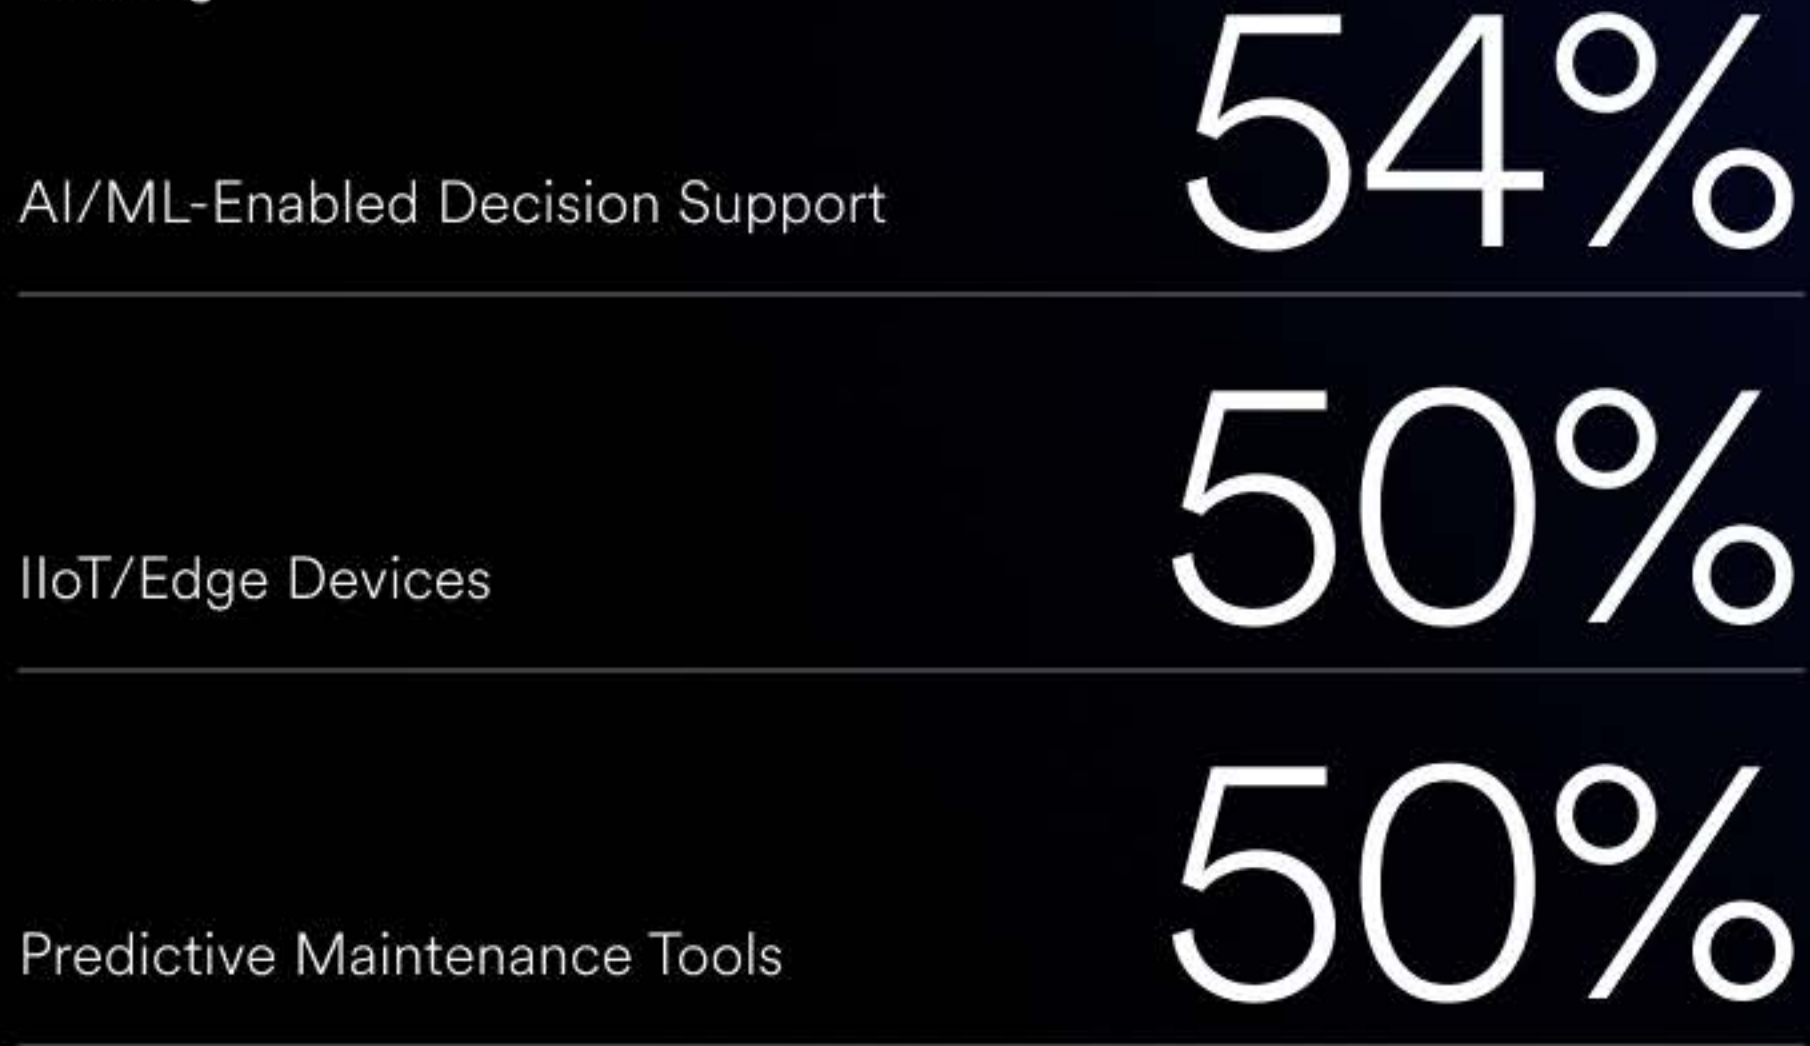 54%
AI/ML-Enabled Decision Support
50%
IIoT/Edge Devices
50%
Predictive Maintenance Tools